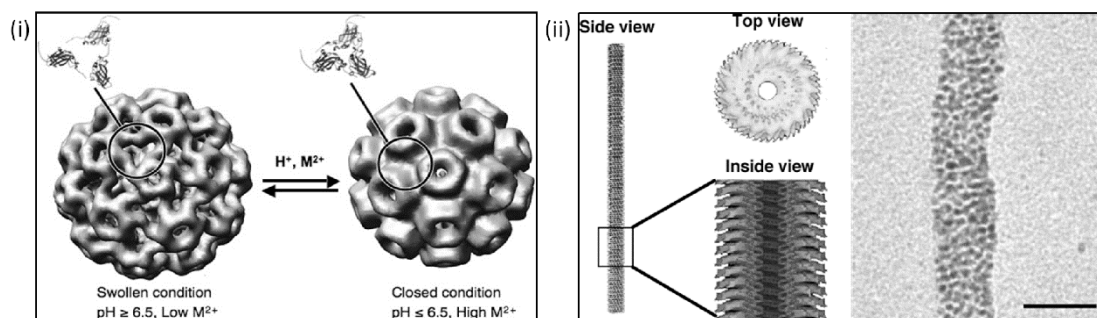 (i)
H⁺, M²⁺
Swollen condition
pH ≥ 6.5, Low M²⁺
Closed condition
pH ≤ 6.5, High M²⁺
(ii)
Side view
Top view
Inside view